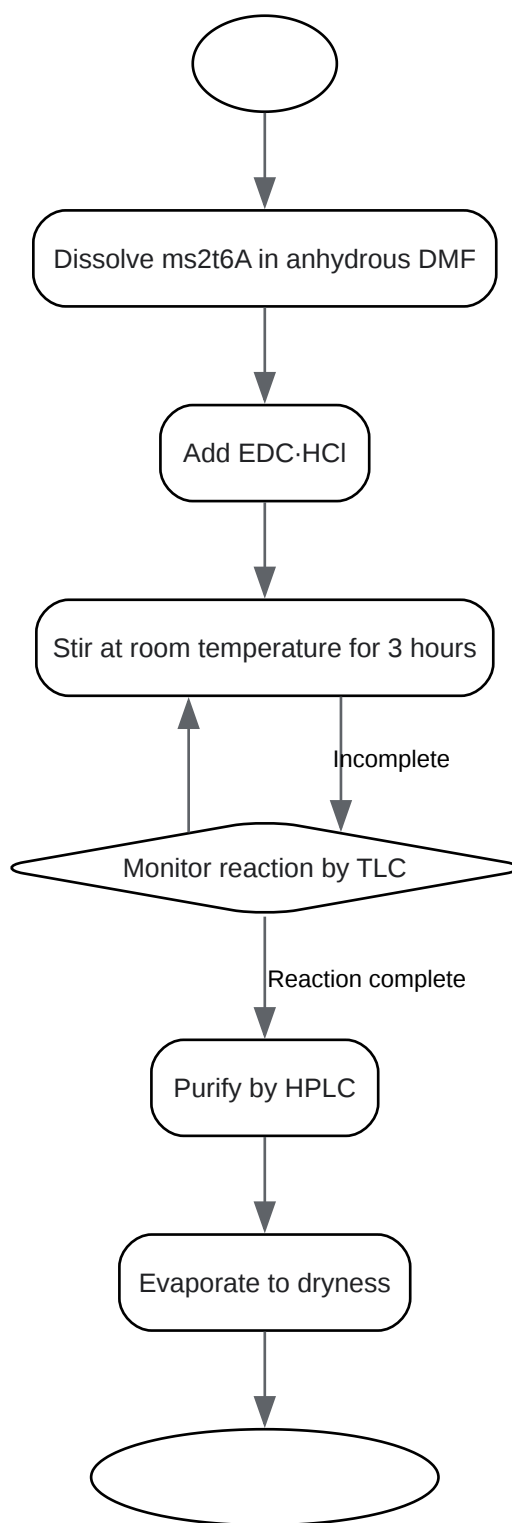 Dissolve ms2t6A in anhydrous DMF
Add EDC·HCl
Stir at room temperature for 3 hours
Incomplete
Monitor reaction by TLC
Reaction complete
Purify by HPLC
Evaporate to dryness